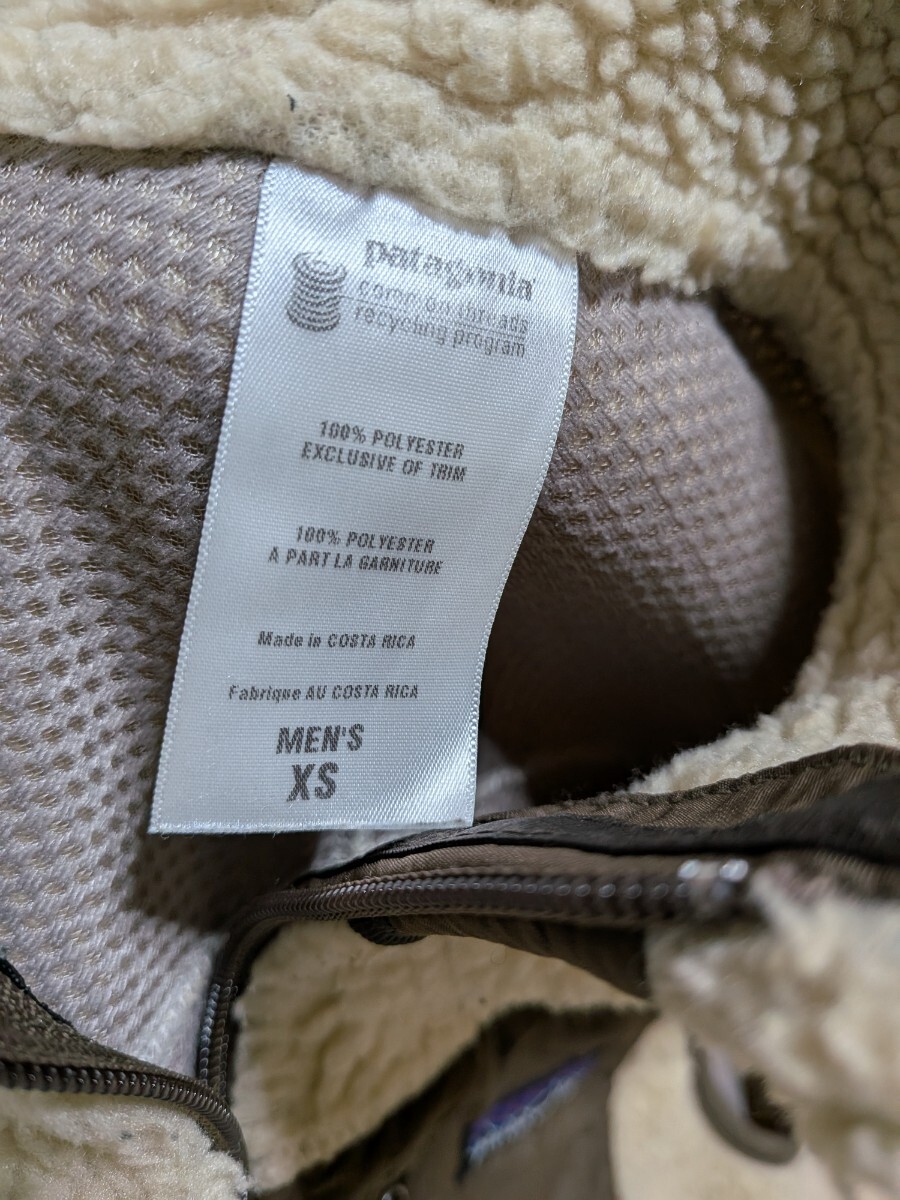 patagonia
common threads
recycling program
100% POLYESTER
EXCLUSIVE OF TRIM
100% POLYESTER
A PART LA GARNITURE
Made in COSTA RICA
Fabrique AU COSTA RICA
MEN'S
XS